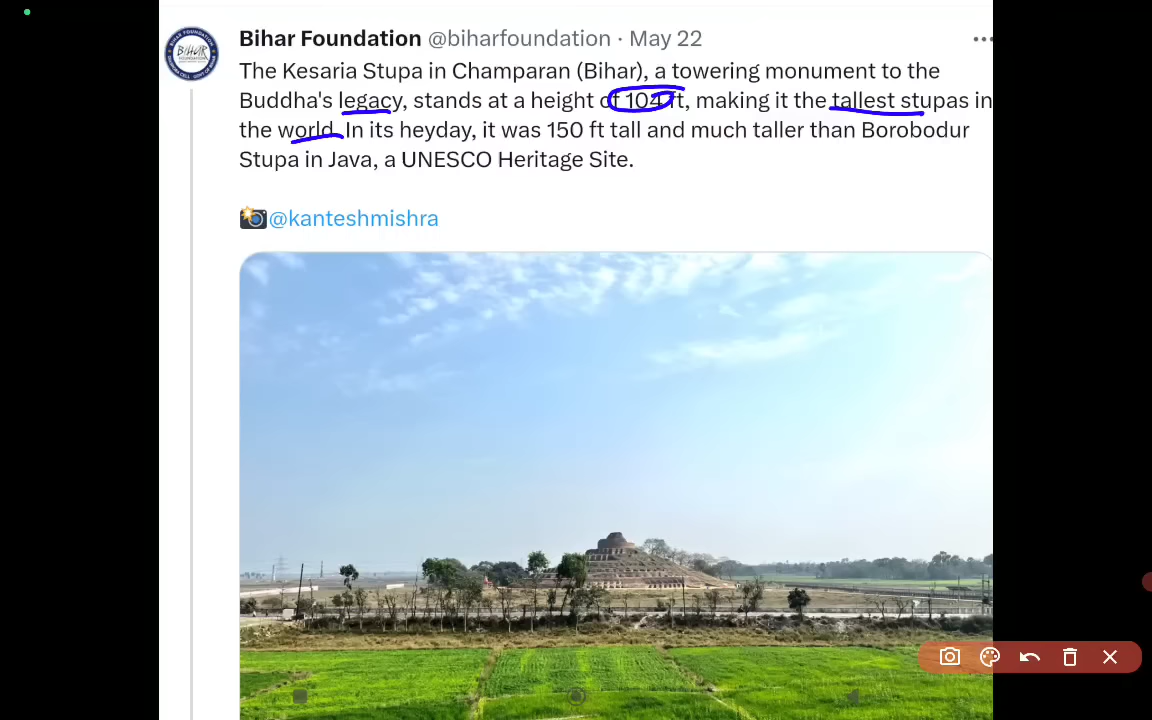 Bihar Foundation @biharfoundation · May 22
The Kesaria Stupa in Champaran (Bihar), a towering monument to the
Buddha's legacy, stands at a height of 104 ft, making it the tallest stupas in
the world. In its heyday, it was 150 ft tall and much taller than Borobodur
Stupa in Java, a UNESCO Heritage Site.
@kanteshmishra